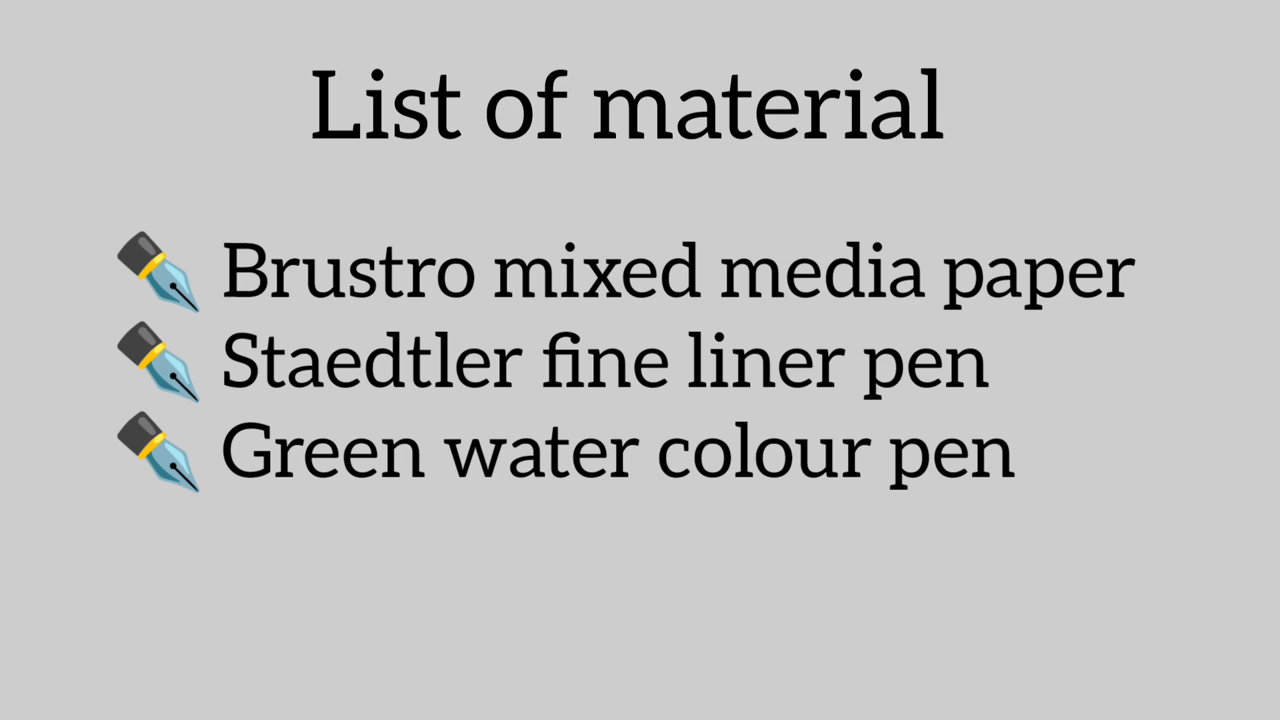 List of material
✒️ Brustro mixed media paper
✒️ Staedtler fine liner pen
✒️ Green water colour pen